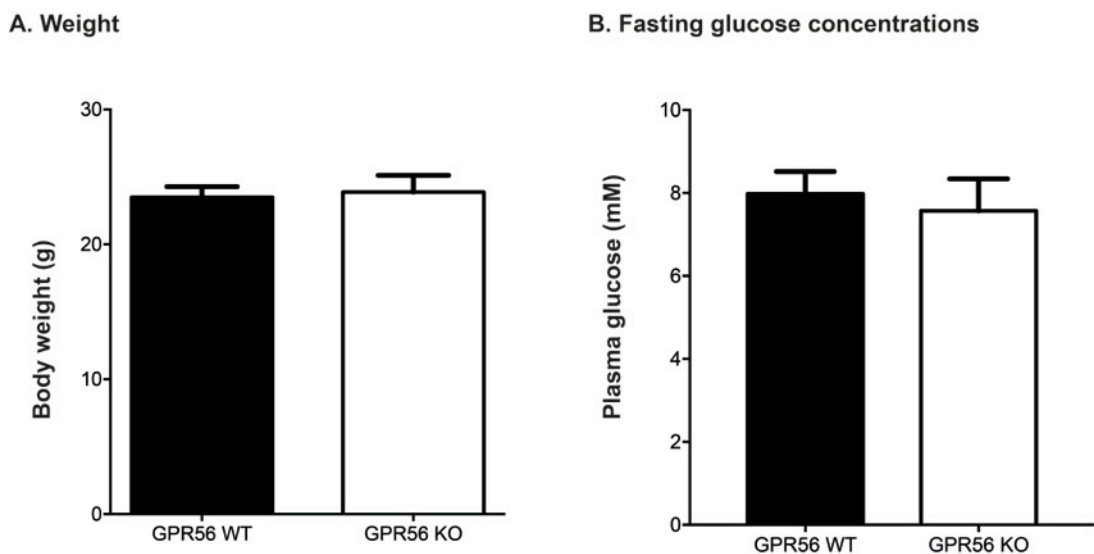 A. Weight
Body weight (g)
30
20
10
0
GPR56 WT
GPR56 KO
B. Fasting glucose concentrations
Plasma glucose (mM)
10
8
6
4
2
0
GPR56 WT
GPR56 KO